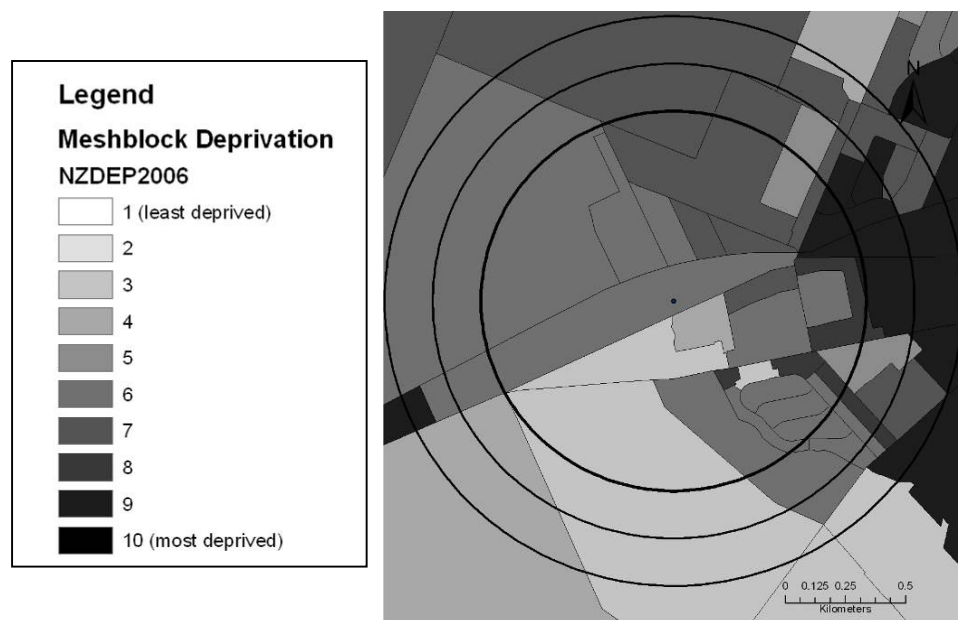 Legend
Meshblock Deprivation
NZDEP2006
1 (least deprived)
2
3
4
5
6
7
8
9
10 (most deprived)
N
0 0.125 0.25 0.5
Kilometers